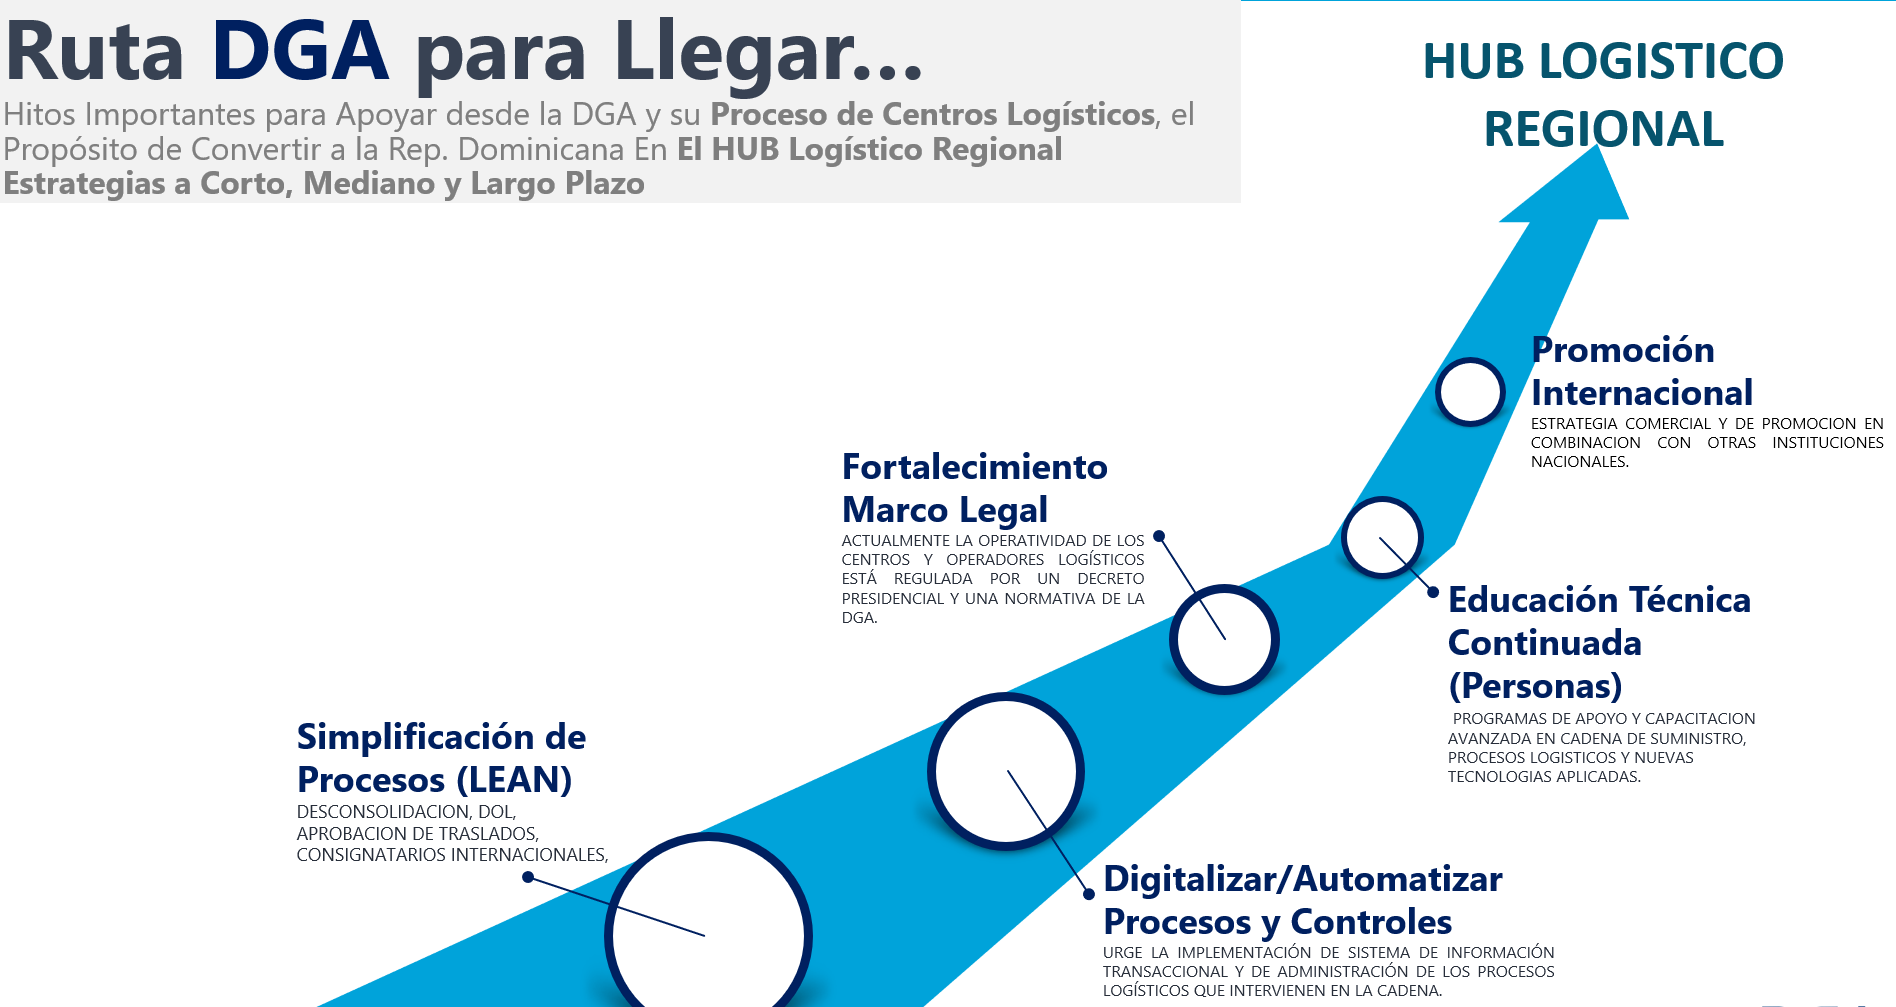 Ruta DGA para Llegar...
Hitos Importantes para Apoyar desde la DGA y su Proceso de Centros Logísticos, el
Propósito de Convertir a la Rep. Dominicana En El HUB Logístico Regional
Estrategias a Corto, Mediano y Largo Plazo
HUB LOGISTICO
REGIONAL
Promoción
Internacional
ESTRATEGIA COMERCIAL Y DE PROMOCION EN
COMBINACION CON OTRAS INSTITUCIONES
NACIONALES.
Fortalecimiento
Marco Legal
ACTUALMENTE LA OPERATIVIDAD DE LOS
CENTROS Y OPERADORES LOGÍSTICOS
ESTÁ REGULADA POR UN DECRETO
PRESIDENCIAL Y UNA NORMATIVA DE LA
DGA.
Educación Técnica
Continuada
(Personas)
PROGRAMAS DE APOYO Y CAPACITACION
AVANZADA EN CADENA DE SUMINISTRO,
PROCESOS LOGISTICOS Y NUEVAS
TECNOLOGIAS APLICADAS.
Simplificación de
Procesos (LEAN)
DESCONSOLIDACION, DOL,
APROBACION DE TRASLADOS,
CONSIGNATARIOS INTERNACIONALES,
Digitalizar/Automatizar
Procesos y Controles
URGE LA IMPLEMENTACIÓN DE SISTEMA DE INFORMACIÓN
TRANSACCIONAL Y DE ADMINISTRACIÓN DE LOS PROCESOS
LOGÍSTICOS QUE INTERVIENEN EN LA CADENA.